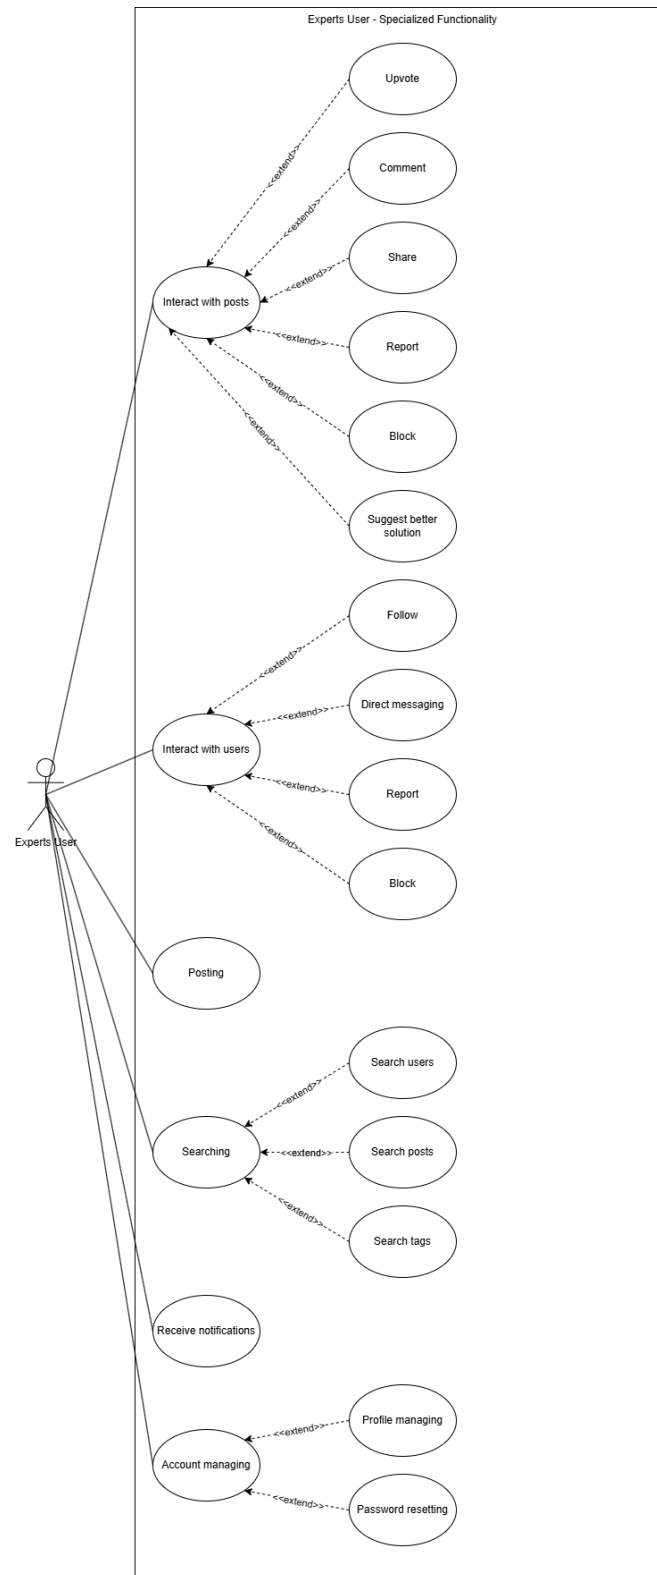 Experts User - Specialized Functionality
Upvote
<<extend>>
Comment
<<extend>>
Share
<<extend>>
Interact with posts
Report
<<extend>>
Block
<<extend>>
Suggest better
solution
<<extend>>
Follow
<<extend>>
Direct messaging
<<extend>>
Interact with users
Report
<<extend>>
Experts User
Block
<<extend>>
Posting
Search users
<<extend>>
Searching
<<extend>>
Search posts
<<extend>>
Search tags
Receive notifications
Profile managing
<<extend>>
Account managing
<<extend>>
Password resetting